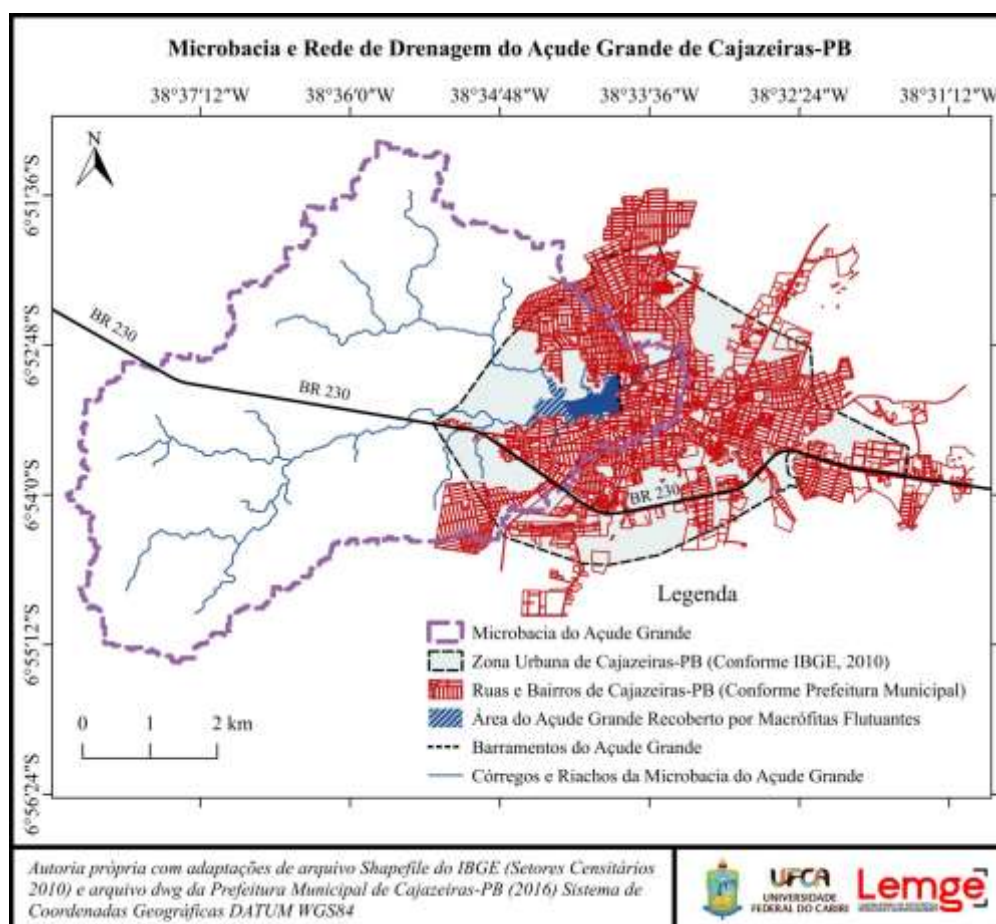 Microbacia e Rede de Drenagem do Açude Grande de Cajazeiras-PB
38°37'12"W 38°36'0"W 38°34'48"W 38°33'36"W 38°32'24"W 38°31'12"W
N
6°51'36"S
6°52'48"S
6°54'0"S
6°55'12"S
6°56'24"S
BR 230
BR 230
BR 230
Legenda
Microbacia do Açude Grande
Zona Urbana de Cajazeiras-PB (Conforme IBGE, 2010)
Ruas e Bairros de Cajazeiras-PB (Conforme Prefeitura Municipal)
Área do Açude Grande Recoberto por Macrófitas Flutuantes
Barramentos do Açude Grande
Córregos e Riachos da Microbacia do Açude Grande
0 1 2 km
Autoria própria com adaptações de arquivo Shapefile do IBGE (Setores Censitários
2010) e arquivo dwg da Prefeitura Municipal de Cajazeiras-PB (2016) Sistema de
Coordenadas Geográficas DATUM WGS84
UFCA
UNIVERSIDADE
FEDERAL DO CARIRI
Lemge